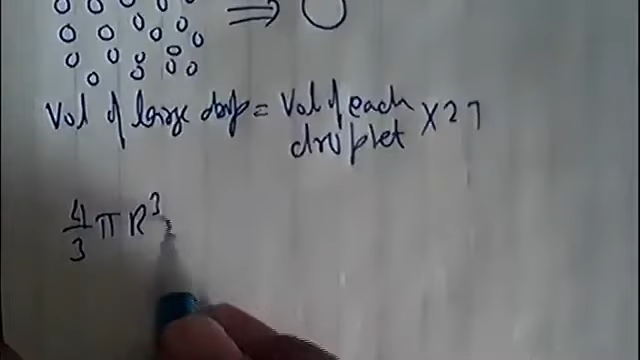 Vol of large drop = Vol of each droplet × 27
4/3 π R³